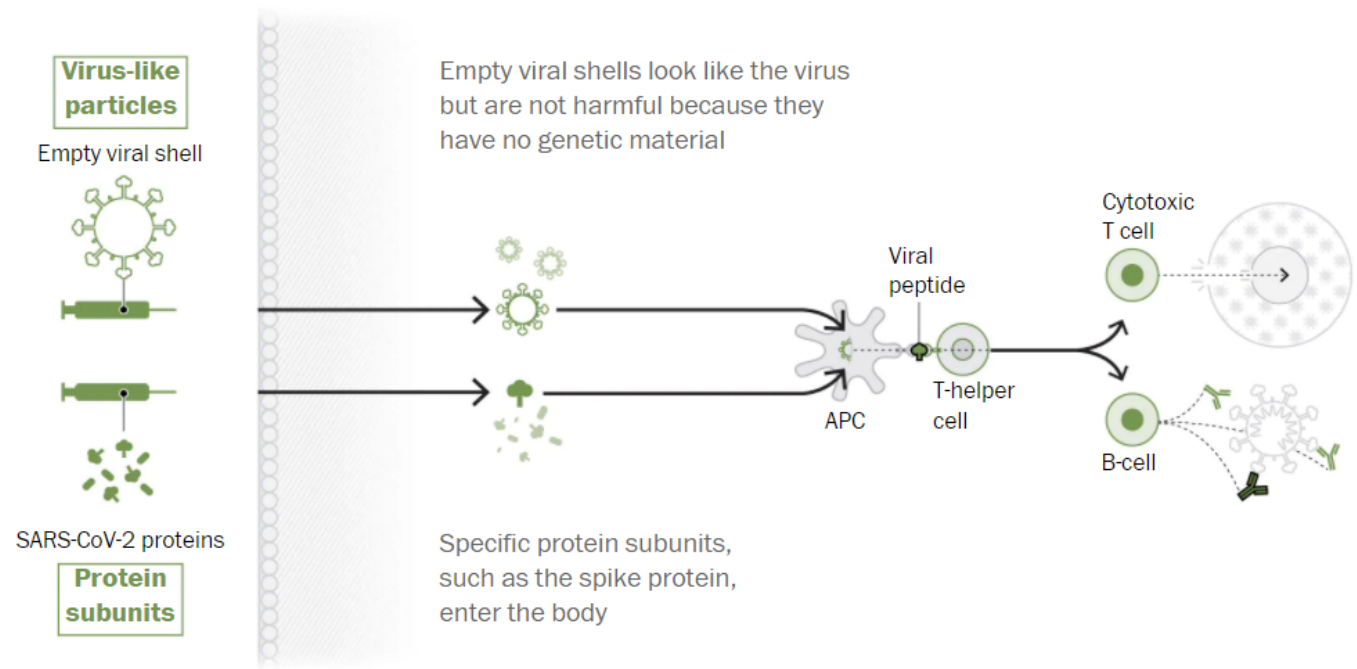 Virus-like
particles
Empty viral shell
Empty viral shells look like the virus
but are not harmful because they
have no genetic material
Cytotoxic
T cell
Viral
peptide
T-helper
cell
APC
B-cell
SARS-CoV-2 proteins
Protein
subunits
Specific protein subunits,
such as the spike protein,
enter the body